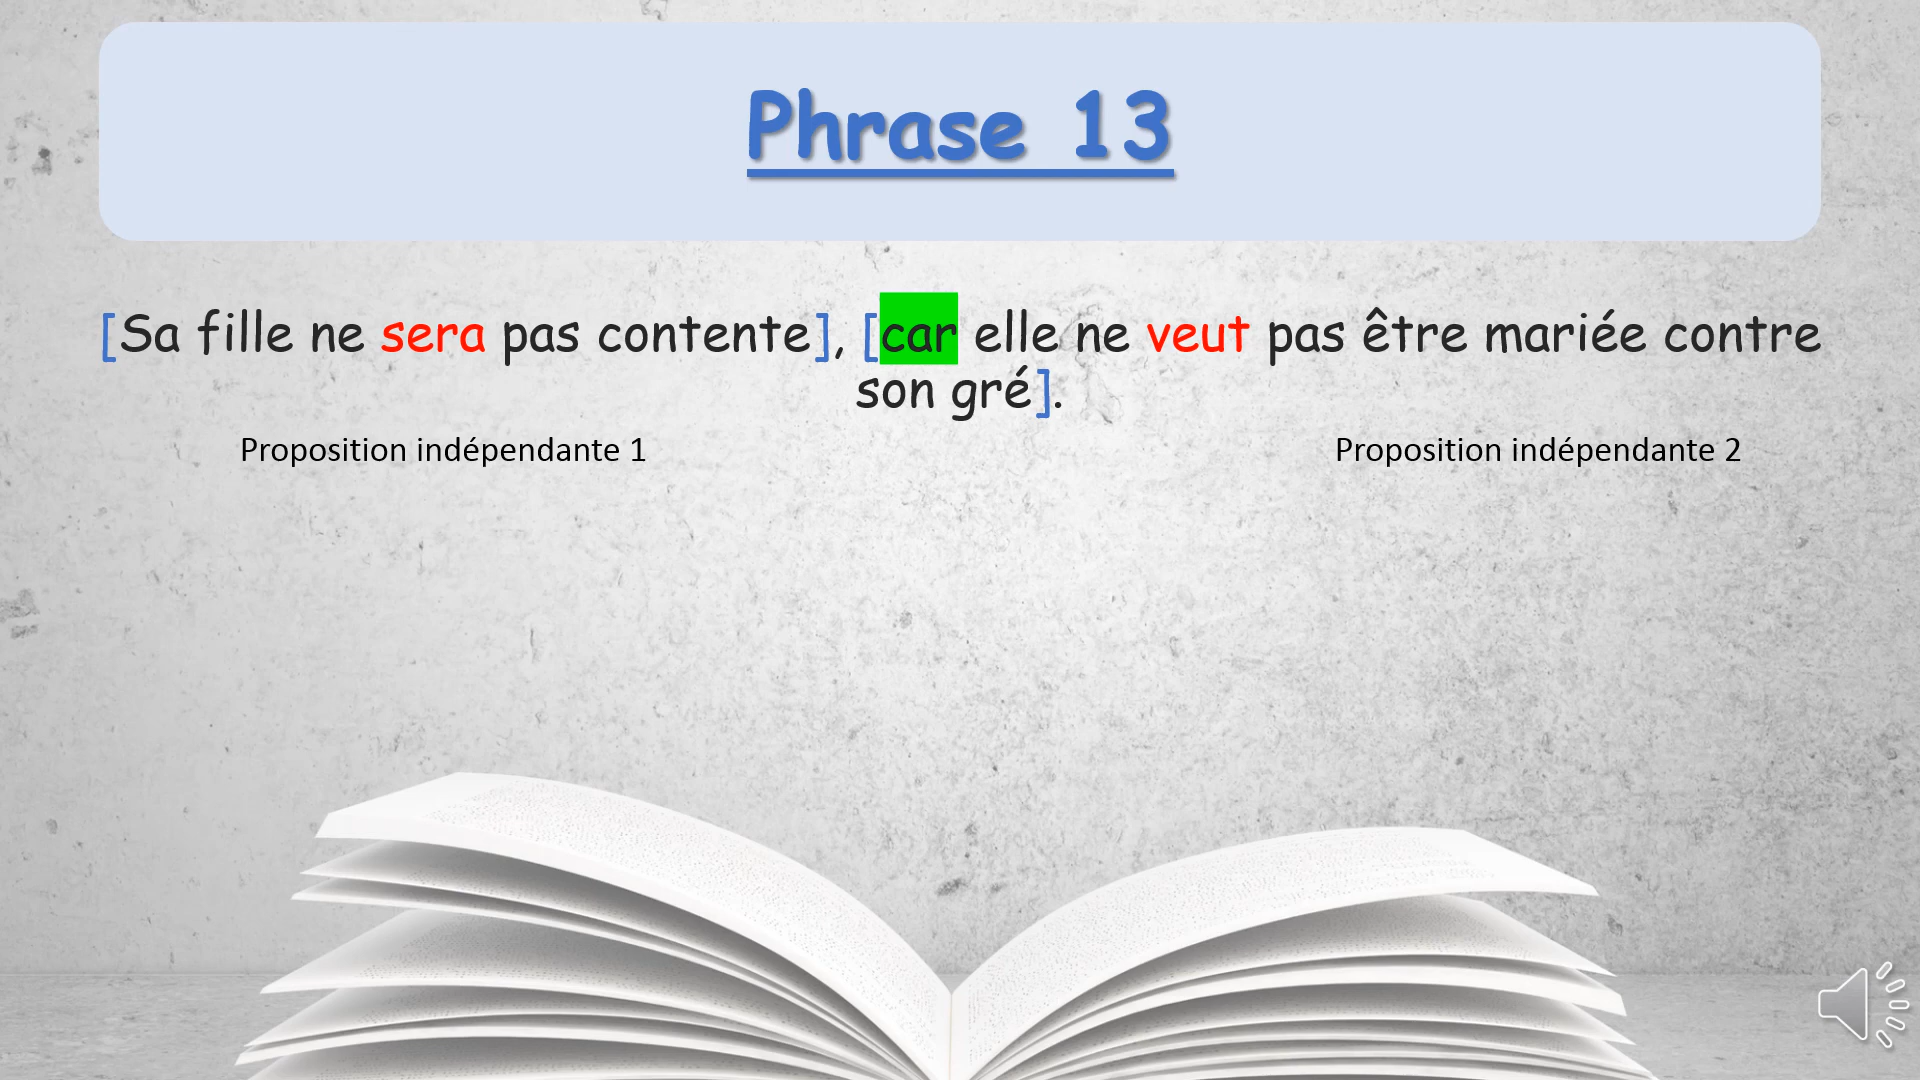 Phrase 13
[Sa fille ne sera pas contente], [car elle ne veut pas être mariée contre
son gré].
Proposition indépendante 1
Proposition indépendante 2